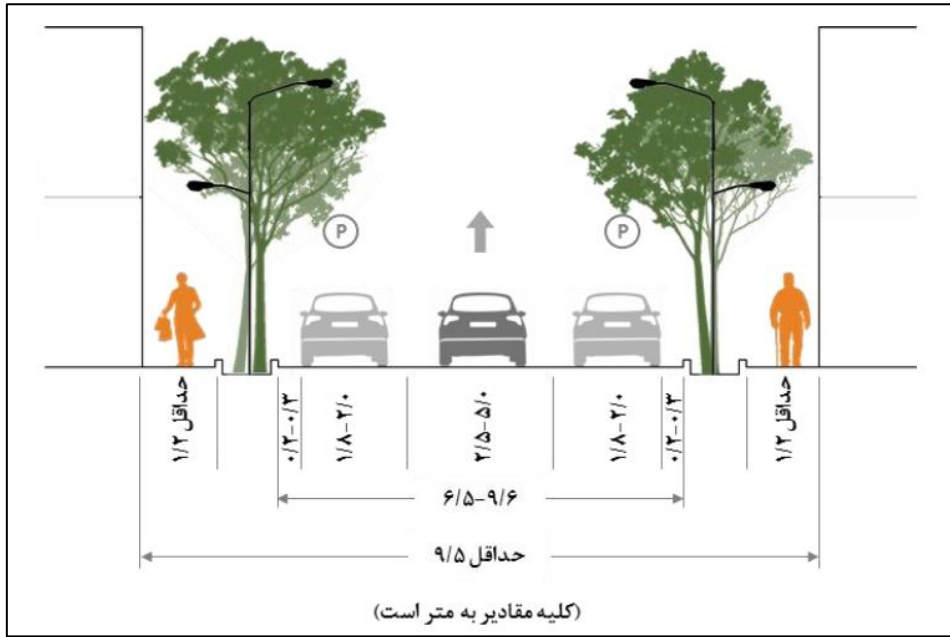 P
P
حداقل ۱/۲
۰/۲-۰/۳
۱/۸-۲/۰
۲/۵-۵/۰
۱/۸-۲/۰
۰/۲-۰/۳
حداقل ۱/۲
۶/۵-۹/۶
حداقل ۹/۵
(کلیه مقادیر به متر است)